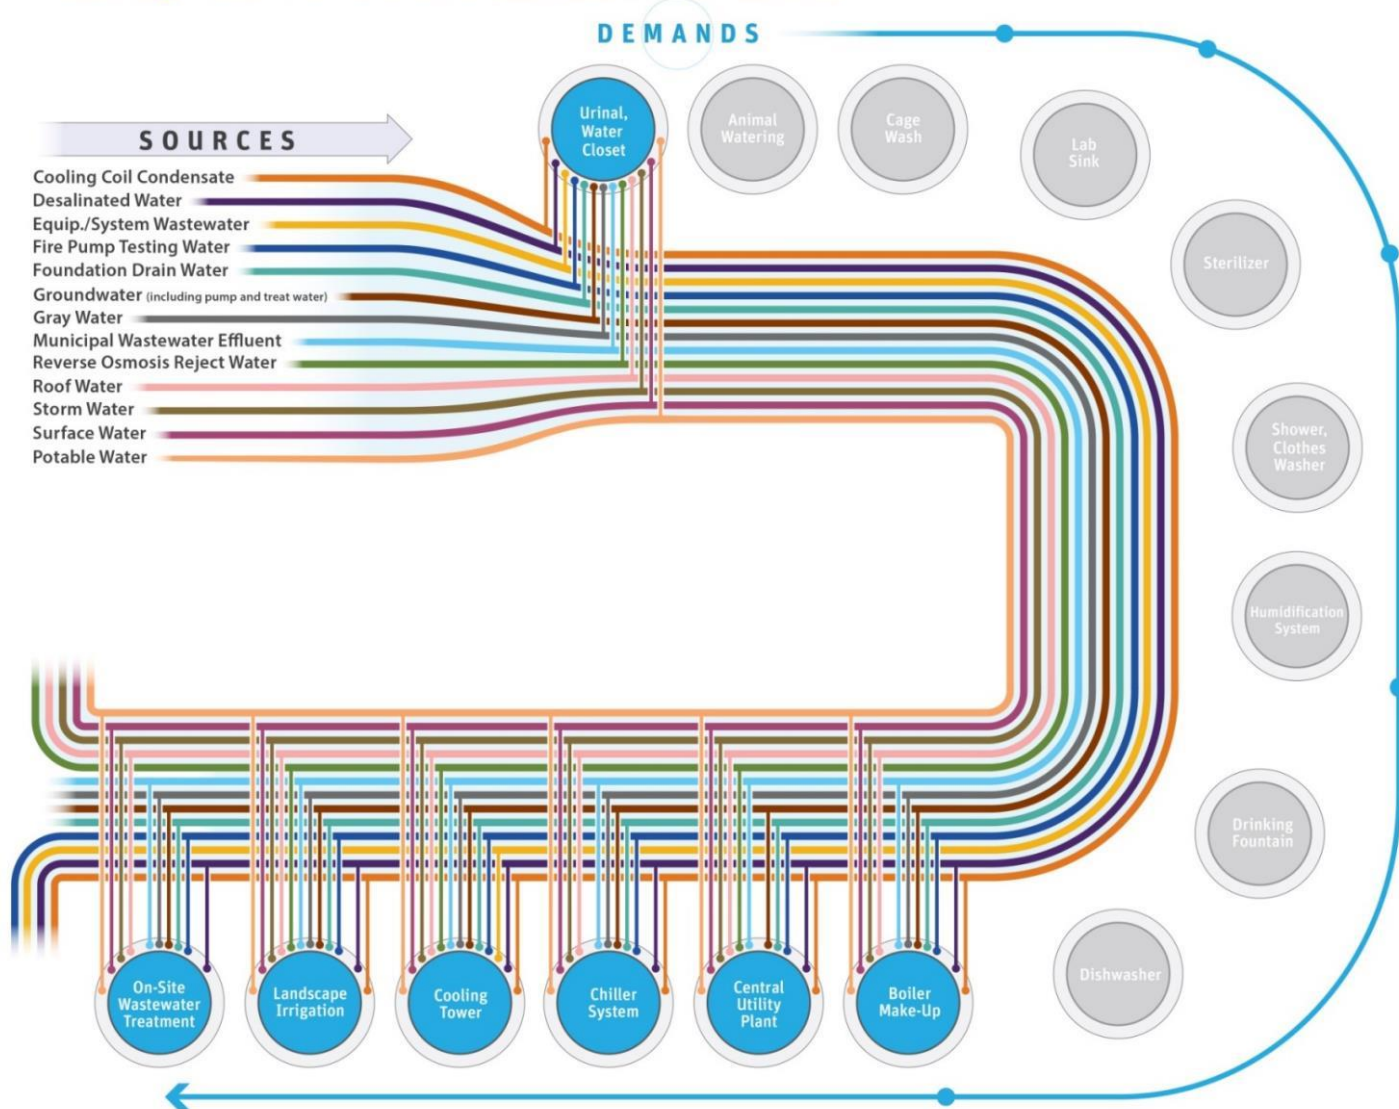 DEMANDS
SOURCES
Cooling Coil Condensate
Desalinated Water
Equip./System Wastewater
Fire Pump Testing Water
Foundation Drain Water
Groundwater (including pump and treat water)
Gray Water
Municipal Wastewater Effluent
Reverse Osmosis Reject Water
Roof Water
Storm Water
Surface Water
Potable Water
Urinal,
Water
Closet
Animal
Watering
Cage
Wash
Lab
Sink
Sterilizer
Shower,
Clothes
Washer
Humidification
System
Drinking
Fountain
Dishwasher
Boiler
Make-Up
Central
Utility
Plant
Chiller
System
Cooling
Tower
Landscape
Irrigation
On-Site
Wastewater
Treatment